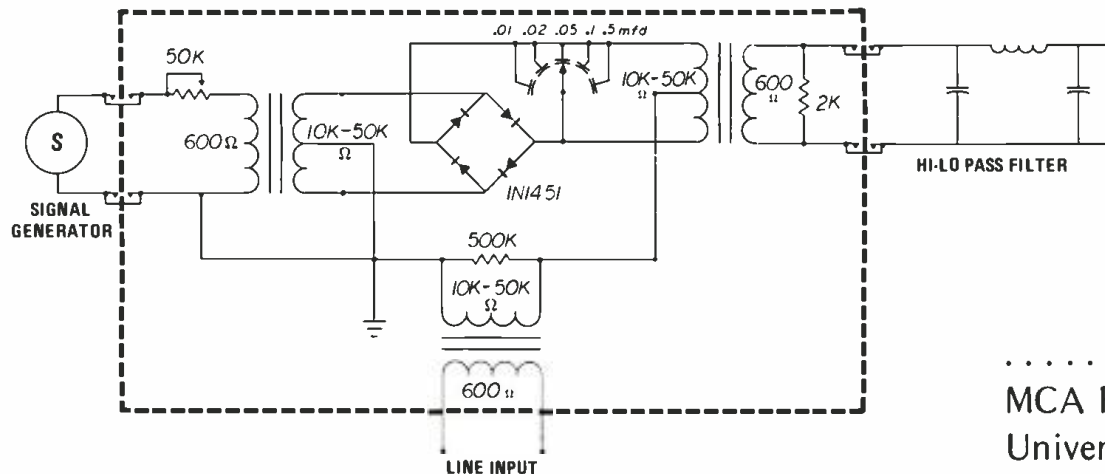 .01 .02 .05 .1 .5 mfd
50K
S
600Ω
10K-50K
Ω
10K-50K
Ω
600
Ω
2K
1N1451
SIGNAL
GENERATOR
HI-LO PASS FILTER
500K
10K-50K
Ω
600 Ω
LINE INPUT
. . . . .
MCA
Univer